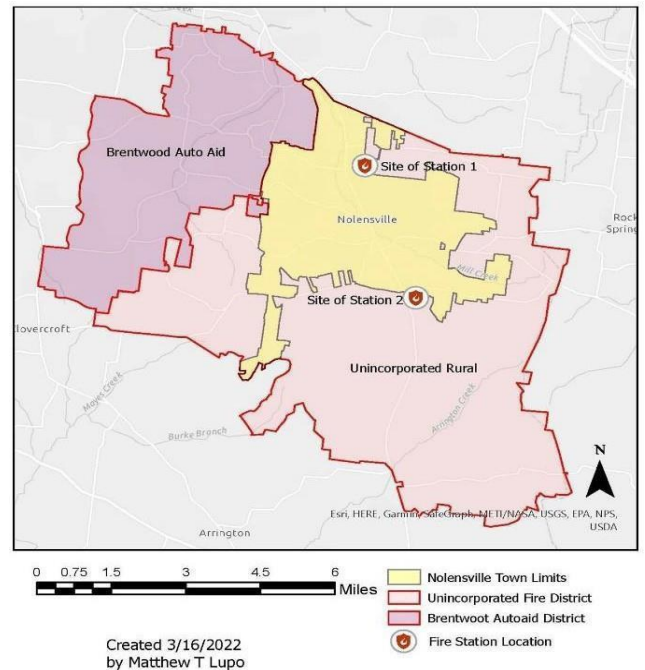 Brentwood Auto Aid
Site of Station 1
Nolensville
Rock
Spring
Mill Creek
Site of Station 2
Clovercroft
Unincorporated Rural
Mayes Creek
Arrington Creek
Burke Branch
N
Esri, HERE, Garmin, SafeGraph, METI/NASA, USGS, EPA, NPS,
USDA
Arrington
0 0.75 1.5 3 4.5 6
Miles
Nolensville Town Limits
Unincorporated Fire District
Brentwoot Autoaid District
Fire Station Location
Created 3/16/2022
by Matthew T Lupo